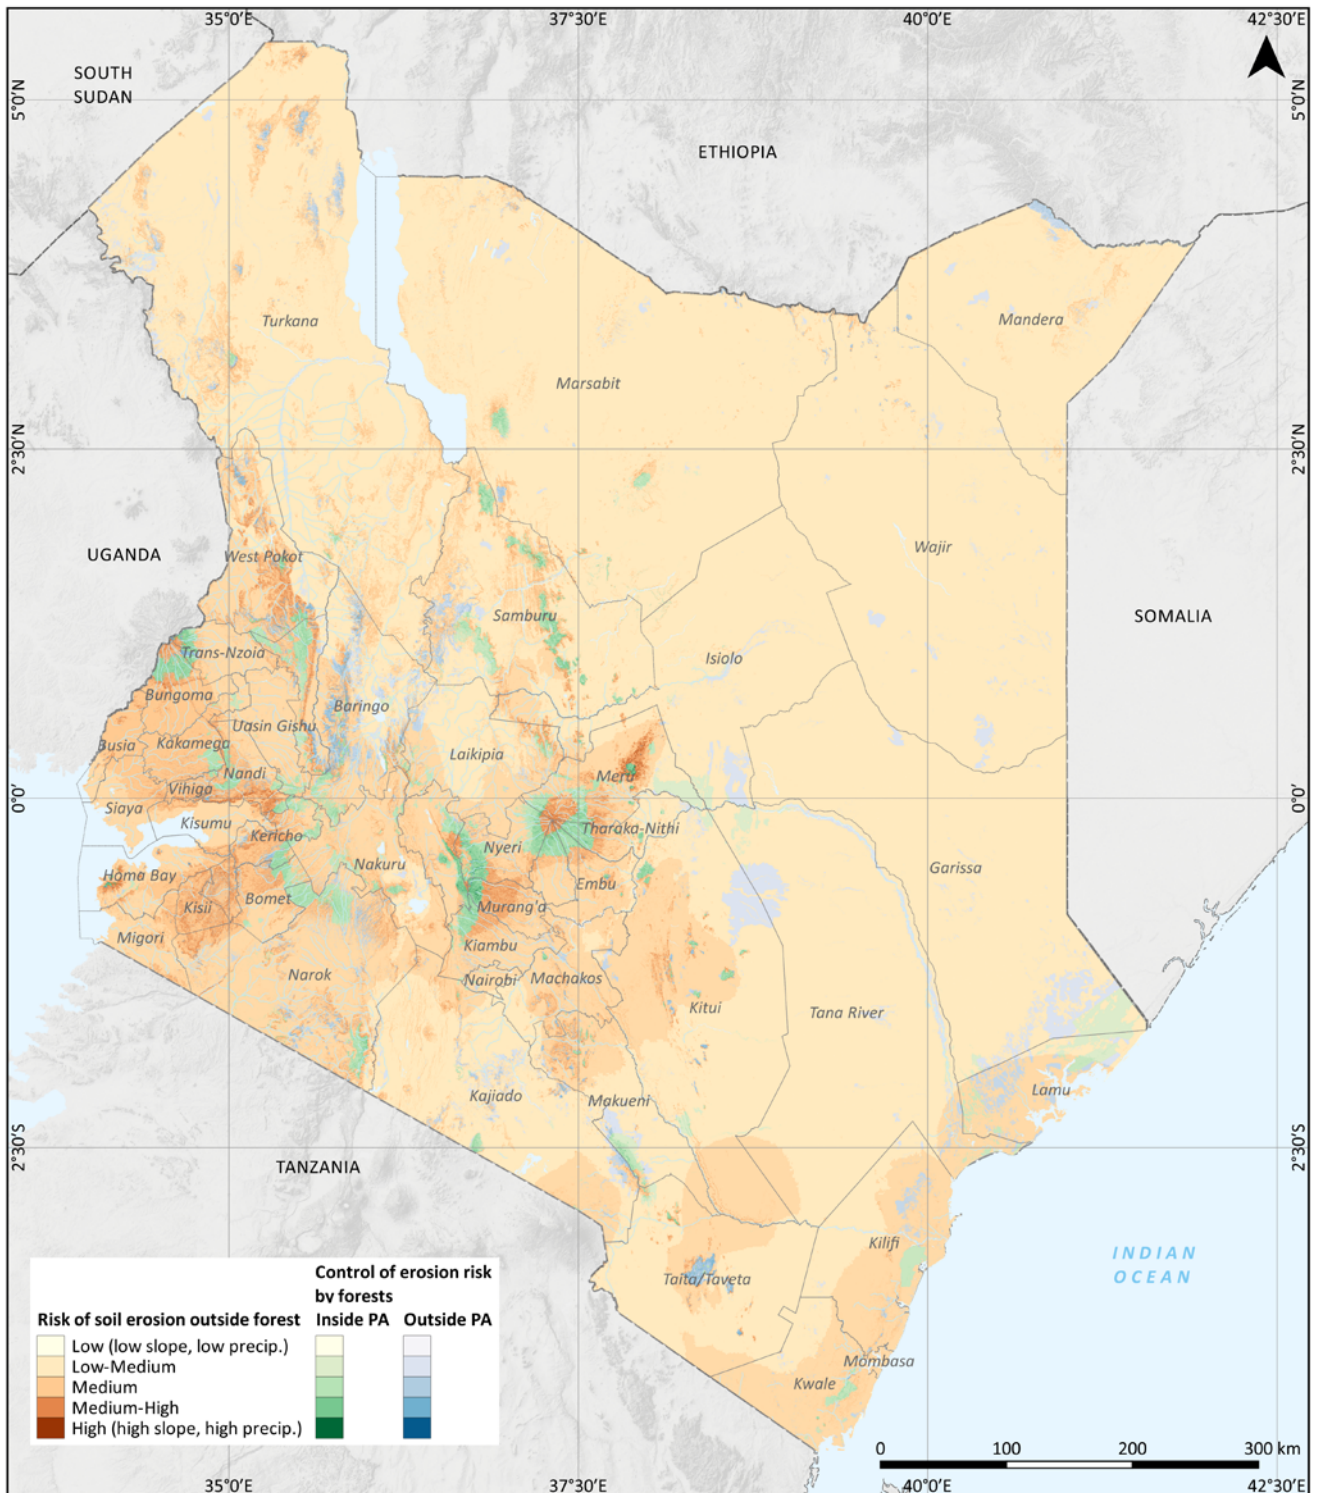 35°0'E
37°30'E
40°0'E
42°30'E
SOUTH
SUDAN
5°0'N
5°0'N
ETHIOPIA
Turkana
Mandera
Marsabit
2°30'N
2°30'N
UGANDA
West Pokot
Wajir
Samburu
SOMALIA
Trans-Nzoia
Isiolo
Bungoma
Baringo
Uasin Gishu
Busia
Kakamega
Laikipia
Nandi
Meru
Vihiga
0°0'
0°0'
Siaya
Kisumu
Kericho
Tharaka-Nithi
Nyeri
Nakuru
Garissa
Homa Bay
Embu
Bomet
Kisii
Murang'a
Migori
Kiambu
Narok
Nairobi
Machakos
Kitui
Tana River
Kajiado
Makueni
Lamu
2°30'S
2°30'S
TANZANIA
Kilifi
INDIAN
OCEAN
Taita/Taveta
Mombasa
Kwale
Control of erosion risk
by forests
Risk of soil erosion outside forest Inside PA Outside PA
Low (low slope, low precip.)
Low-Medium
Medium
Medium-High
High (high slope, high precip.)
0 100 200 300 km
35°0'E
37°30'E
40°0'E
42°30'E